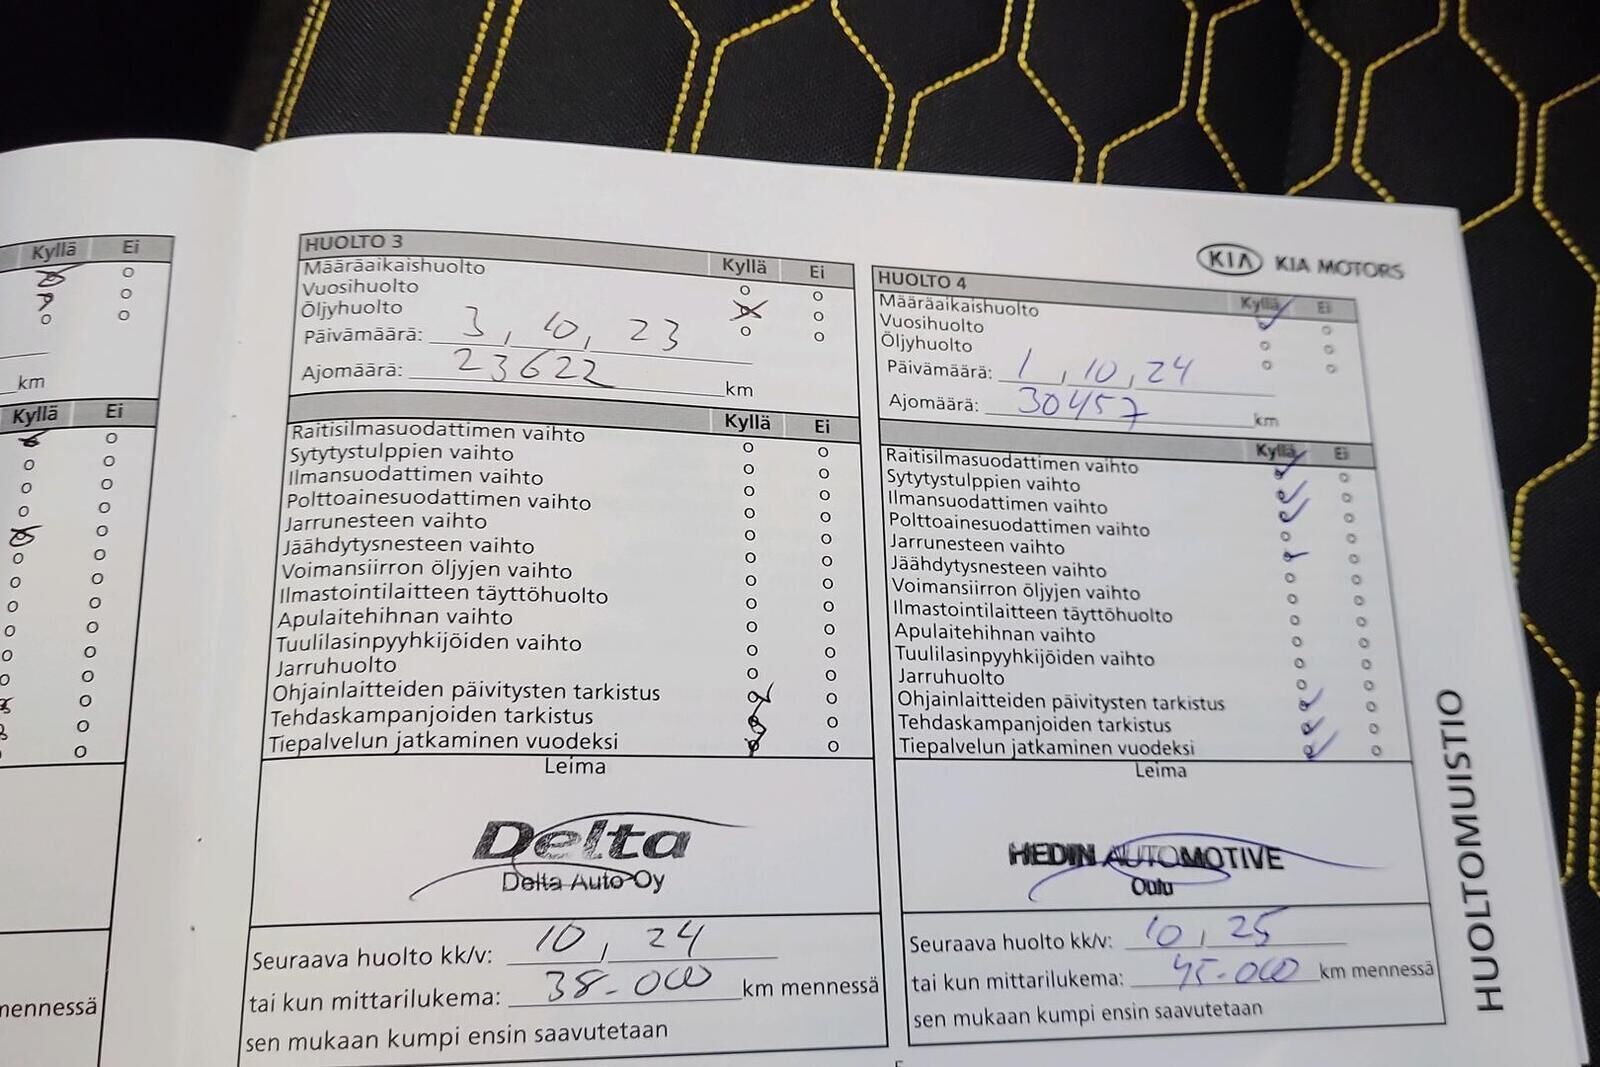 Kyllä Ei
km
Kyllä Ei
mennessä
HUOLTO 3
Kyllä Ei
Määräaikaishuolto
Vuosihuolto
Öljyhuolto
Päivämäärä: 3, 10, 23
Ajomäärä: 23622 km
Kyllä Ei
Raitisilmasuodattimen vaihto
Sytytystulppien vaihto
Ilmansuodattimen vaihto
Polttoainesuodattimen vaihto
Jarrunesteen vaihto
Jäähdytysnesteen vaihto
Voimansiirron öljyjen vaihto
Ilmastointilaitteen täyttöhuolto
Apulaitehihnan vaihto
Tuulilasinpyyhkijöiden vaihto
Jarruhuolto
Ohjainlaitteiden päivitysten tarkistus
Tehdaskampanjoiden tarkistus
Tiepalvelun jatkaminen vuodeksi
Leima
Delta
Delta Auto Oy
Seuraava huolto kk/v: 10, 24
tai kun mittarilukema: 38-000 km mennessä
sen mukaan kumpi ensin saavutetaan
KIA KIA MOTORS
HUOLTO 4
Kyllä Ei
Määräaikaishuolto
Vuosihuolto
Öljyhuolto
Päivämäärä: 1, 10, 24
Ajomäärä: 30457 km
Kyllä Ei
Raitisilmasuodattimen vaihto
Sytytystulppien vaihto
Ilmansuodattimen vaihto
Polttoainesuodattimen vaihto
Jarrunesteen vaihto
Jäähdytysnesteen vaihto
Voimansiirron öljyjen vaihto
Ilmastointilaitteen täyttöhuolto
Apulaitehihnan vaihto
Tuulilasinpyyhkijöiden vaihto
Jarruhuolto
Ohjainlaitteiden päivitysten tarkistus
Tehdaskampanjoiden tarkistus
Tiepalvelun jatkaminen vuodeksi
Leima
HEDIN AUTOMOTIVE
Oulu
Seuraava huolto kk/v: 10, 25
tai kun mittarilukema: 45-000 km mennessä
sen mukaan kumpi ensin saavutetaan
HUOLTOMUISTIO